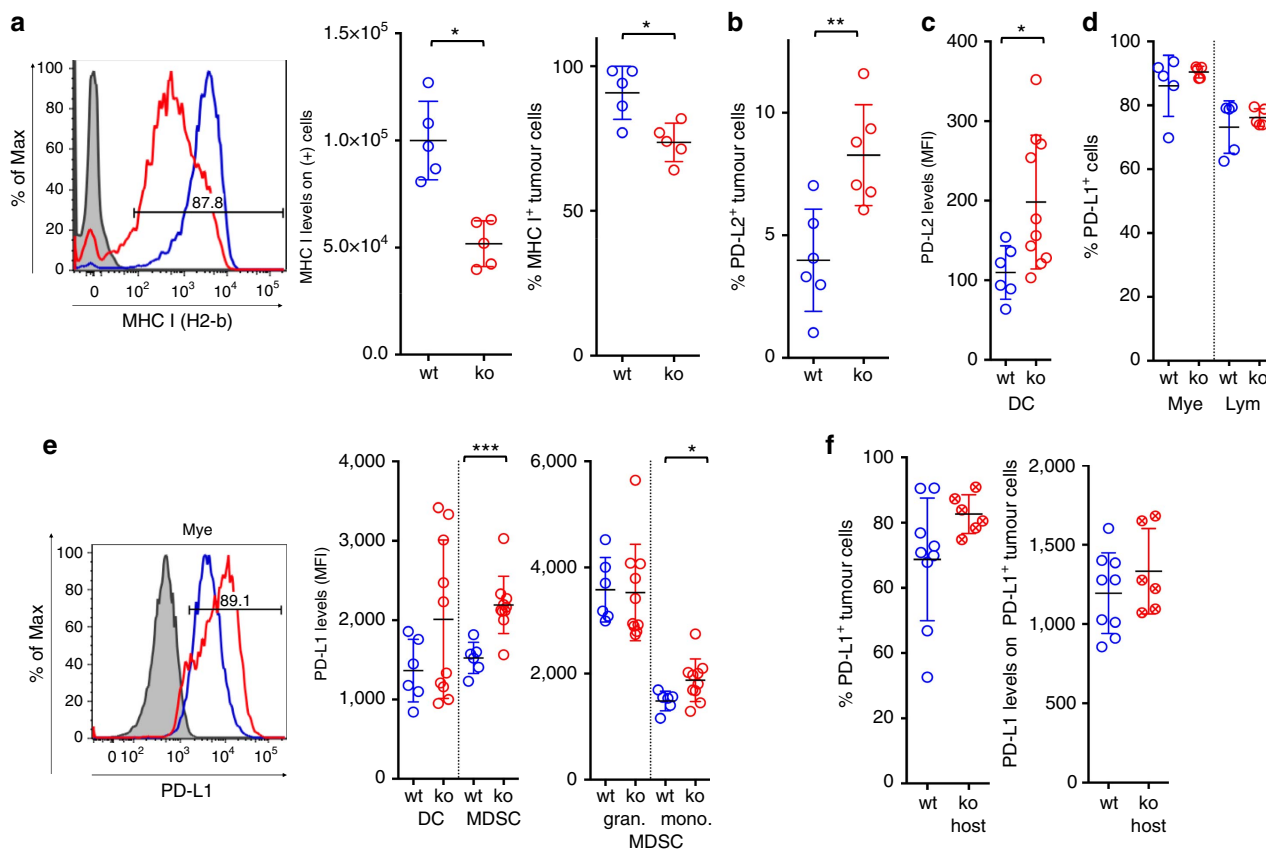 a
% of Max
100
80
60
40
20
0
87.8
0 10² 10³ 10⁴ 10⁵
MHC I (H2-b)
MHC I levels on (+) cells
1.5×10⁵
1.0×10⁵
5.0×10⁴
0.0
*
wt ko
% MHC I⁺ tumour cells
100
50
0
*
wt ko
b
% PD-L2⁺ tumour cells
10
5
0
**
wt ko
c
PD-L2 levels (MFI)
400
300
200
100
0
*
wt ko
DC
d
% PD-L1⁺ cells
100
80
60
40
20
0
wt ko wt ko
Mye Lym
e
Mye
% of Max
100
80
60
40
20
0
89.1
0 10² 10³ 10⁴ 10⁵
PD-L1
PD-L1 levels (MFI)
4,000
3,000
2,000
1,000
0
***
wt ko wt ko
DC MDSC
6,000
4,000
2,000
0
*
wt ko wt ko
gran. mono.
MDSC
f
% PD-L1⁺ tumour cells
100
80
60
40
20
0
wt ko
host
PD-L1 levels on PD-L1⁺ tumour cells
2,000
1,500
1,000
500
0
wt ko
host